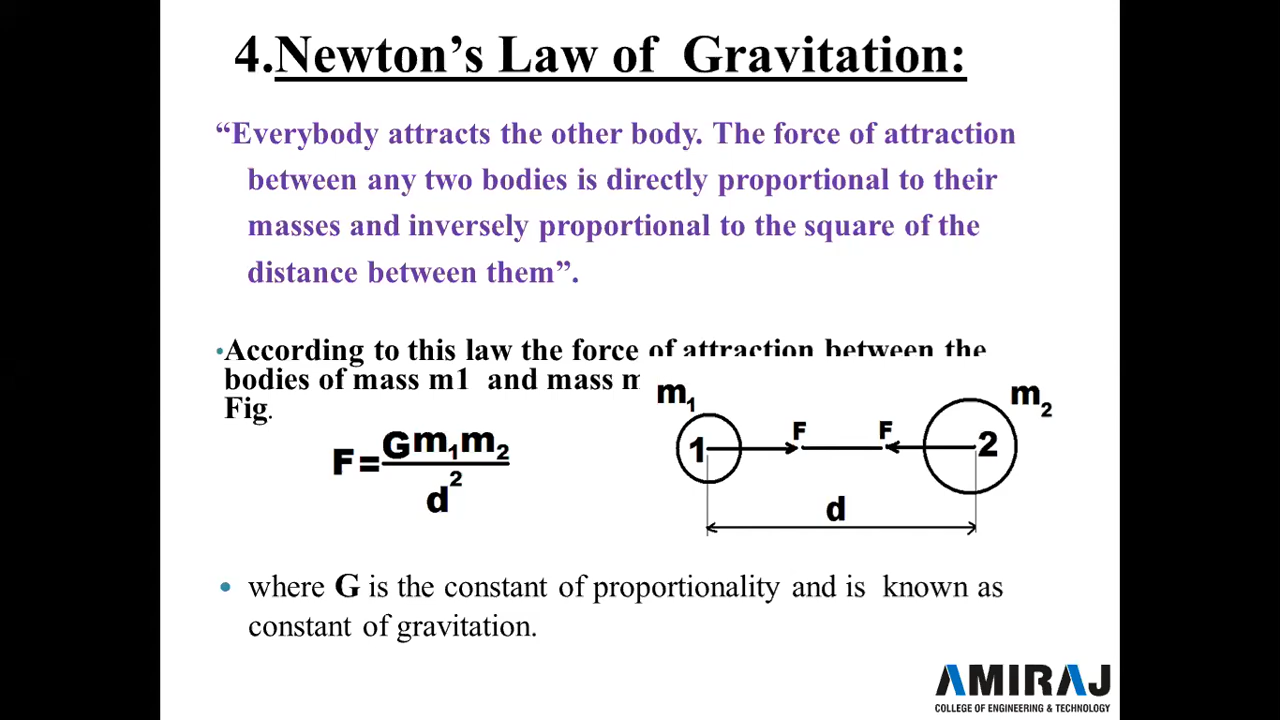 4.Newton's Law of Gravitation:
“Everybody attracts the other body. The force of attraction
between any two bodies is directly proportional to their
masses and inversely proportional to the square of the
distance between them”.
•According to this law the force of attraction between the
bodies of mass m1 and mass m
Fig.
F = Gm₁m₂
d²
m₁
m₂
1
F
F
2
d
• where G is the constant of proportionality and is known as
constant of gravitation.
AMIRAJ
COLLEGE OF ENGINEERING & TECHNOLOGY